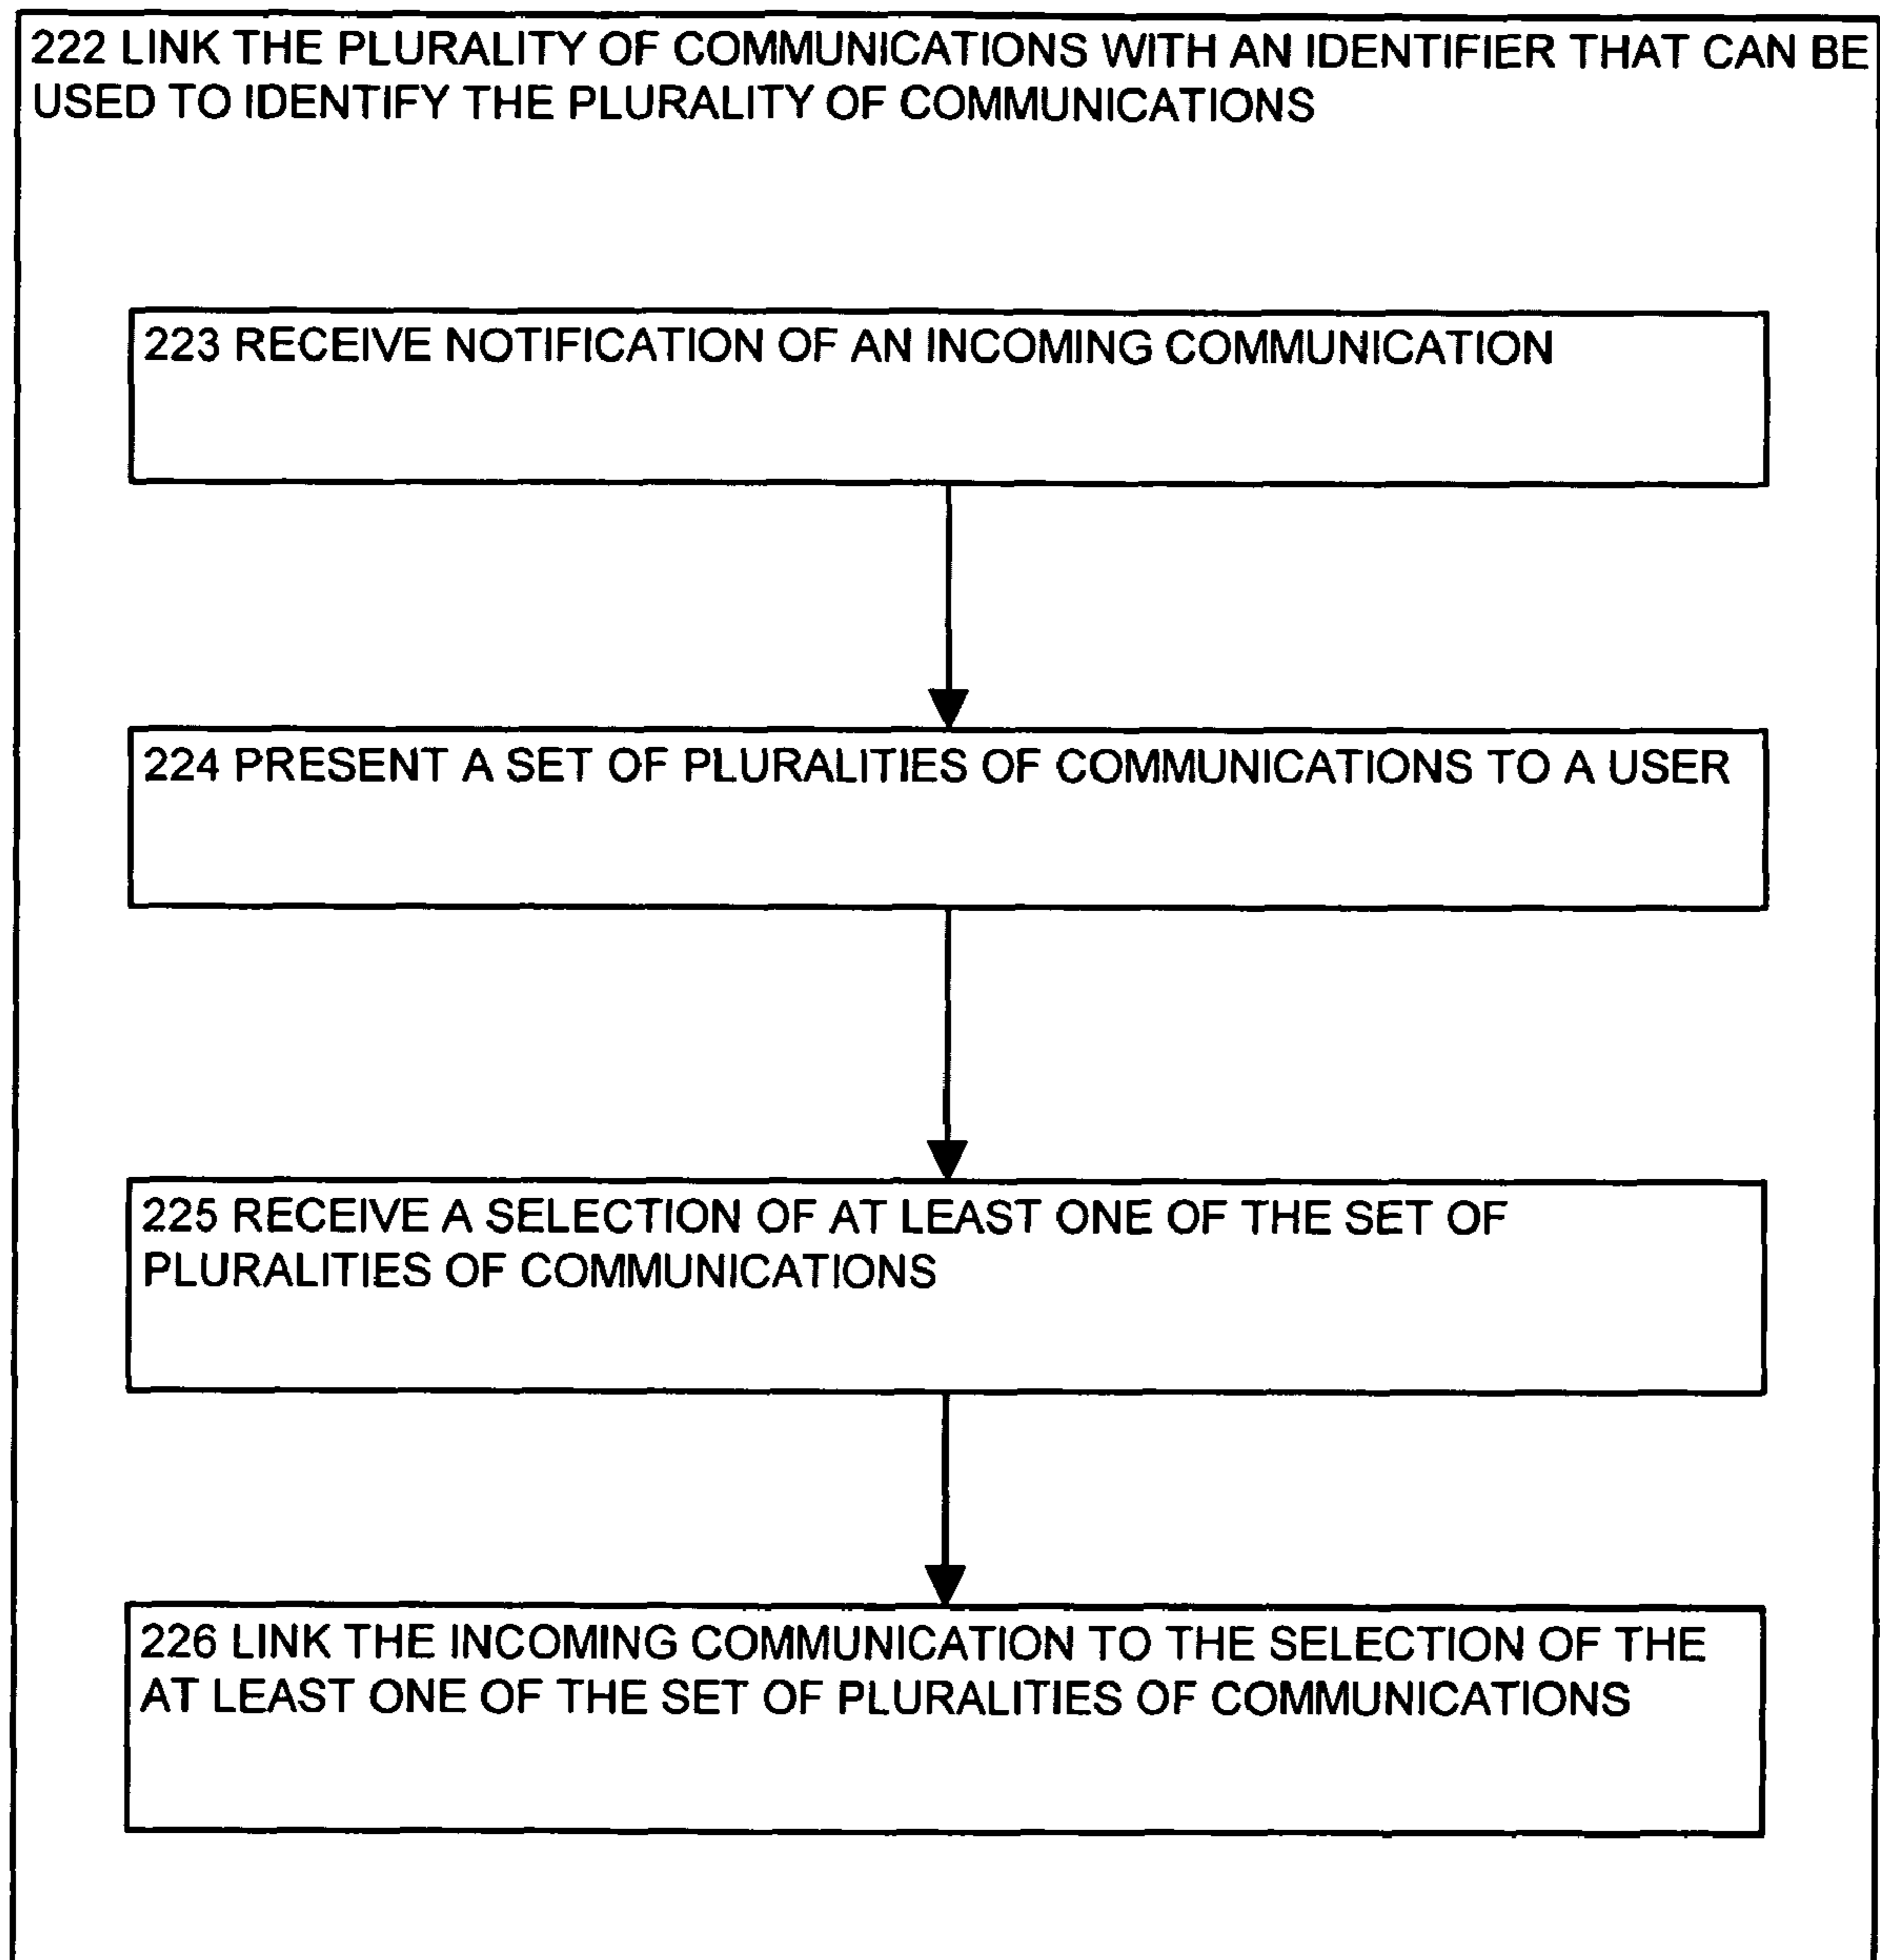 222 LINK THE PLURALITY OF COMMUNICATIONS WITH AN IDENTIFIER THAT CAN BE
USED TO IDENTIFY THE PLURALITY OF COMMUNICATIONS
223 RECEIVE NOTIFICATION OF AN INCOMING COMMUNICATION
224 PRESENT A SET OF PLURALITIES OF COMMUNICATIONS TO A USER
225 RECEIVE A SELECTION OF AT LEAST ONE OF THE SET OF
PLURALITIES OF COMMUNICATIONS
226 LINK THE INCOMING COMMUNICATION TO THE SELECTION OF THE
AT LEAST ONE OF THE SET OF PLURALITIES OF COMMUNICATIONS